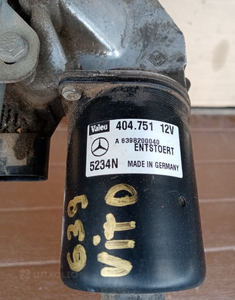 Valeo 404.751 12V
A 6398200040
ENTSTOERT
5234N MADE IN GERMANY
639
VITO